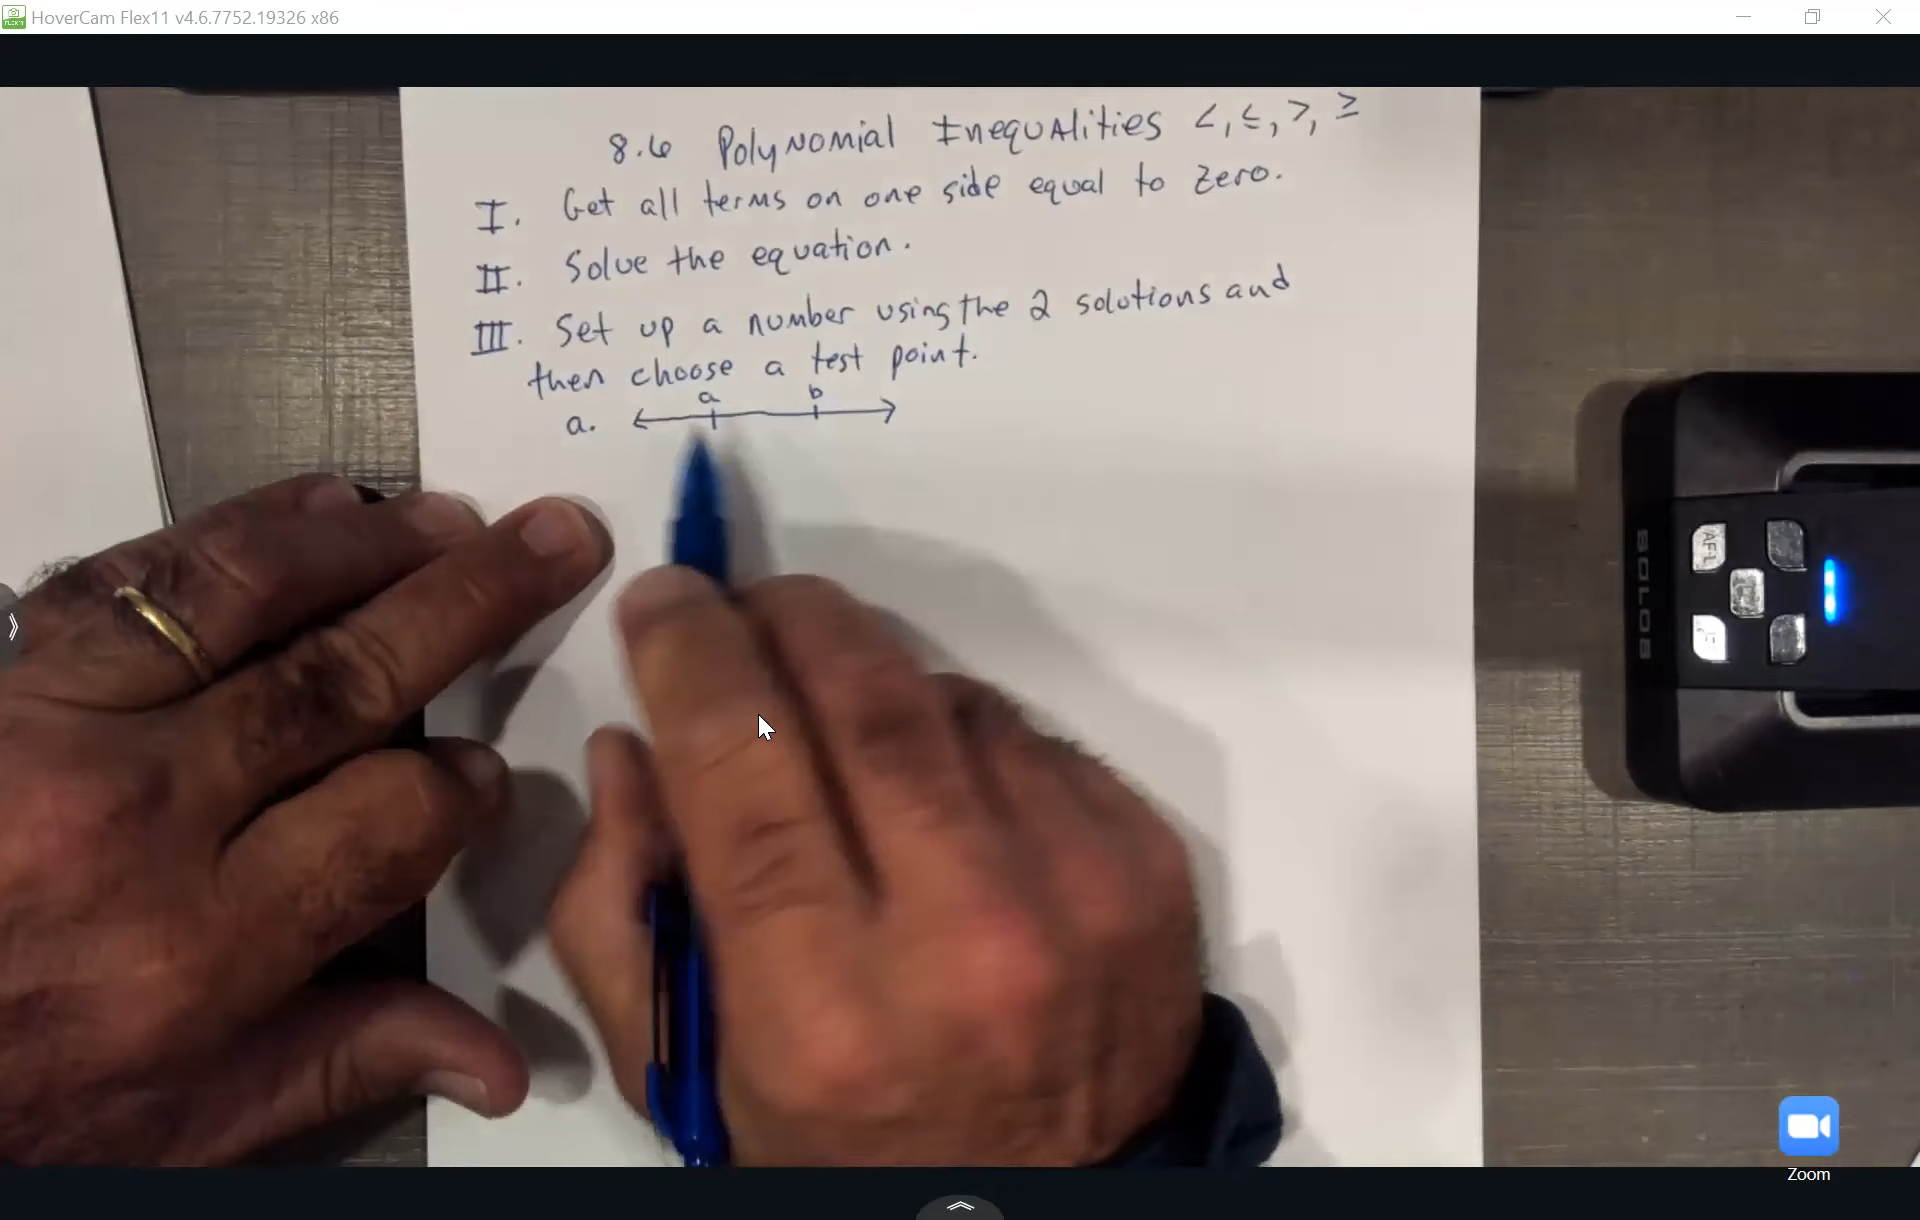 HoverCam Flex11 v4.6.7752.19326 x86
8.6 Polynomial Inequalities <, ≤, >, ≥
I. Get all terms on one side equal to zero.
II. Solve the equation.
III. Set up a number using the 2 solutions and
then choose a test point.
a b
a.
SOLO8
AF-L
Zoom